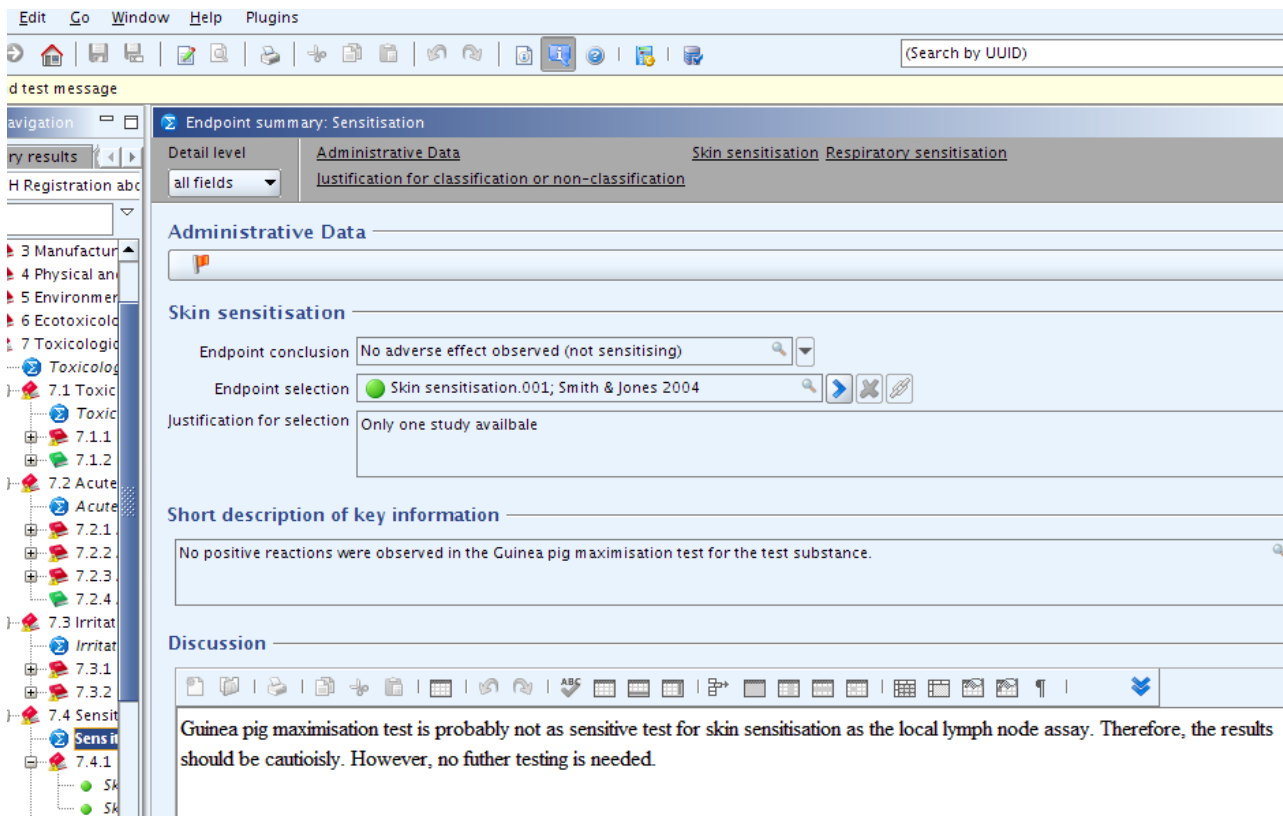 Edit Go Window Help Plugins
(Search by UUID)
d test message
avigation
Endpoint summary: Sensitisation
ry results
Detail level
Administrative Data
Skin sensitisation Respiratory sensitisation
H Registration abo
all fields
Justification for classification or non-classification
3 Manufactur
4 Physical an
5 Environmer
6 Ecotoxicolo
7 Toxicologic
Toxicolog
7.1 Toxic
Toxic
7.1.1
7.1.2
7.2 Acute
Acute
7.2.1
7.2.2
7.2.3
7.2.4
7.3 Irritat
Irritat
7.3.1
7.3.2
7.4 Sensit
Sensit
7.4.1
Sk
Sk
Administrative Data
Skin sensitisation
Endpoint conclusion No adverse effect observed (not sensitising)
Endpoint selection Skin sensitisation.001; Smith & Jones 2004
Justification for selection Only one study availbale
Short description of key information
No positive reactions were observed in the Guinea pig maximisation test for the test substance.
Discussion
ABC
¶
Guinea pig maximisation test is probably not as sensitive test for skin sensitisation as the local lymph node assay. Therefore, the results
should be cautioisly. However, no futher testing is needed.